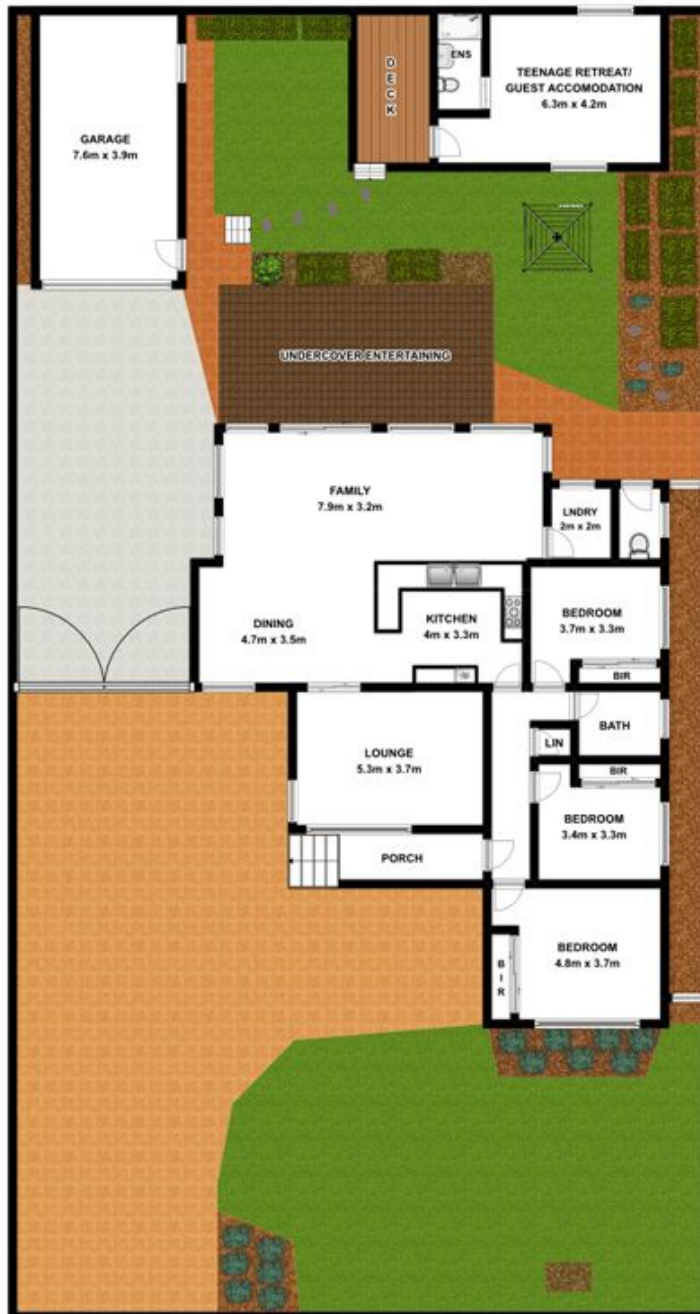 GARAGE
7.6m x 3.9m
DECK
ENS
TEENAGE RETREAT/
GUEST ACCOMODATION
6.3m x 4.2m
UNDERCOVER ENTERTAINING
FAMILY
7.9m x 3.2m
LNDRY
2m x 2m
DINING
4.7m x 3.5m
KITCHEN
4m x 3.3m
BEDROOM
3.7m x 3.3m
BIR
BATH
LIN
LOUNGE
5.3m x 3.7m
BIR
BEDROOM
3.4m x 3.3m
PORCH
BEDROOM
4.8m x 3.7m
BIR